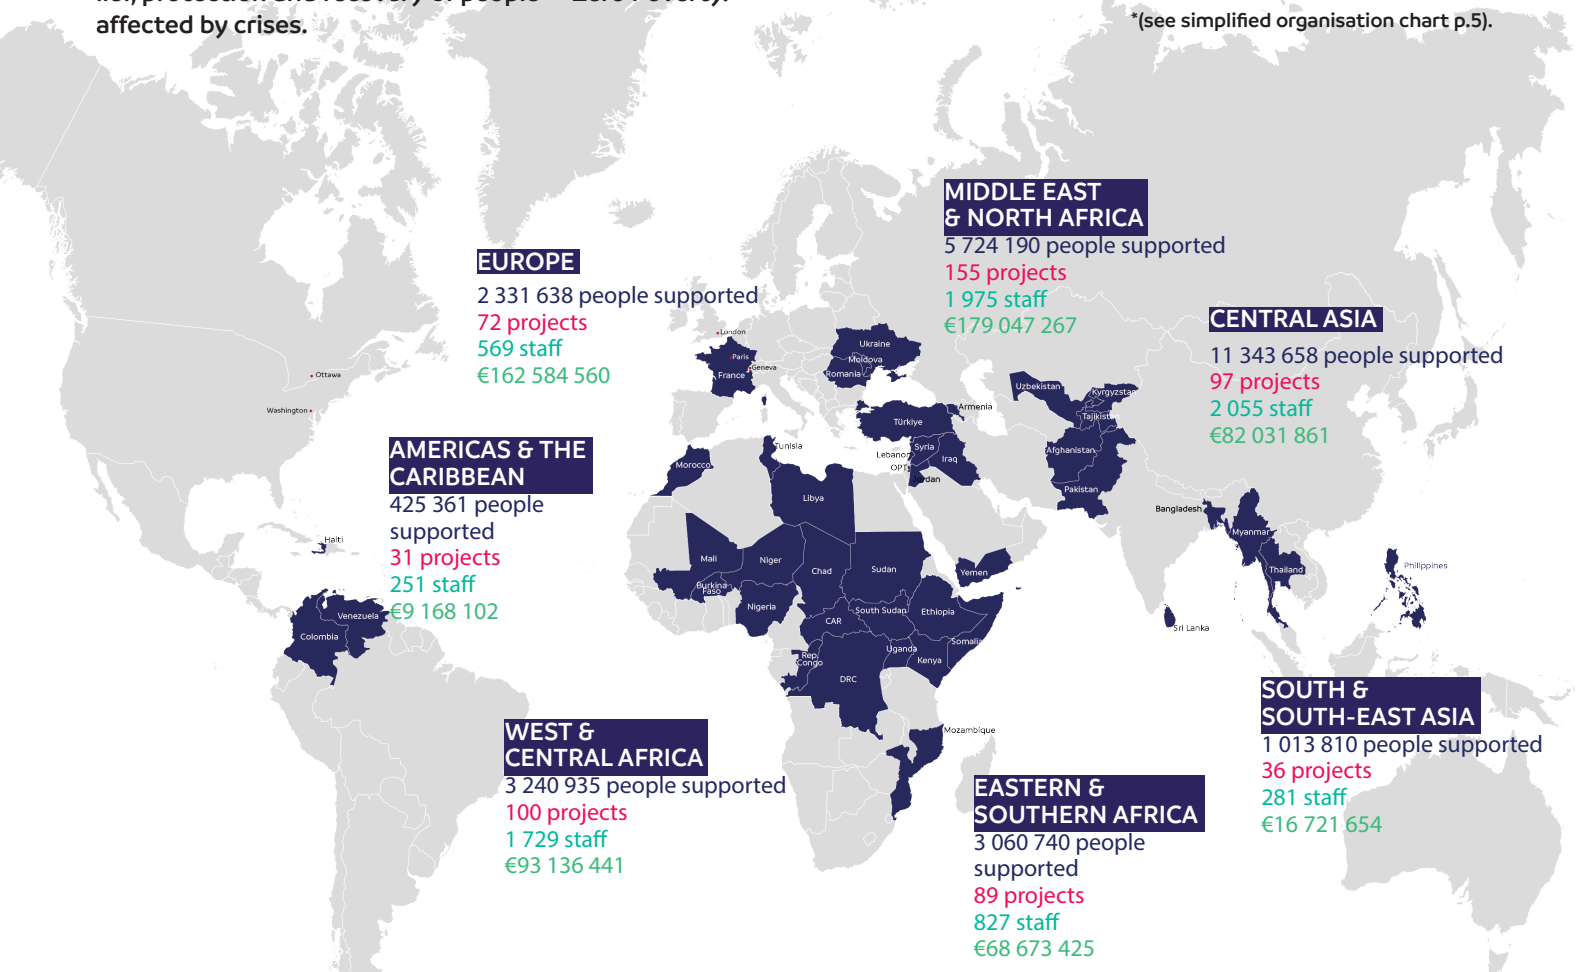 affected by crises.
*(see simplified organisation chart p.5).
MIDDLE EAST
& NORTH AFRICA
5 724 190 people supported
155 projects
1 975 staff
€179 047 267
EUROPE
2 331 638 people supported
72 projects
569 staff
€162 584 560
CENTRAL ASIA
11 343 658 people supported
97 projects
2 055 staff
€82 031 861
AMERICAS & THE
CARIBBEAN
425 361 people
supported
31 projects
251 staff
€9 168 102
WEST &
CENTRAL AFRICA
3 240 935 people supported
100 projects
1 729 staff
€93 136 441
EASTERN &
SOUTHERN AFRICA
3 060 740 people
supported
89 projects
827 staff
€68 673 425
SOUTH &
SOUTH-EAST ASIA
1 013 810 people supported
36 projects
281 staff
€16 721 654
Ottawa
Washington
Haiti
Venezuela
Colombia
London
Paris
Geneva
France
Ukraine
Moldova
Romania
Türkiye
Armenia
Syria
Lebanon
OPT
Iraq
Jordan
Yemen
Uzbekistan
Kyrgyzstan
Tajikistan
Afghanistan
Pakistan
Bangladesh
Myanmar
Thailand
Philippines
Sri Lanka
Morocco
Tunisia
Libya
Mali
Niger
Chad
Sudan
Burkina
Faso
Nigeria
CAR
South Sudan
Ethiopia
Somalia
Uganda
Kenya
Rep.
Congo
DRC
Mozambique